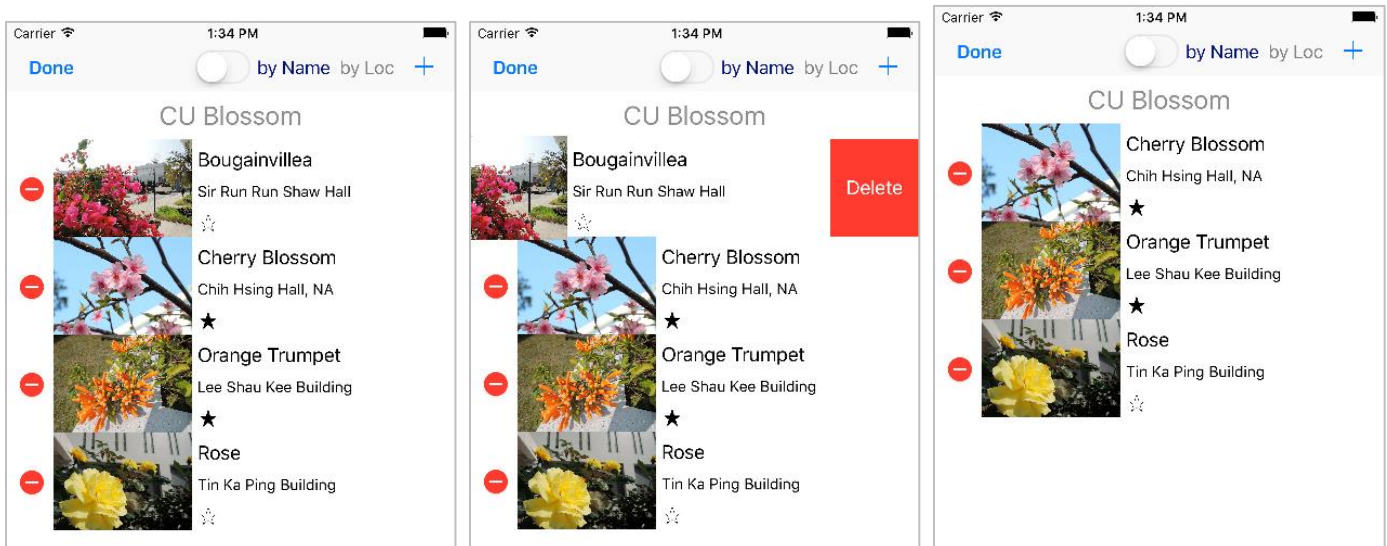 Carrier 1:34 PM
Done by Name by Loc +
CU Blossom
Bougainvillea
Sir Run Run Shaw Hall
☆
Cherry Blossom
Chih Hsing Hall, NA
★
Orange Trumpet
Lee Shau Kee Building
★
Rose
Tin Ka Ping Building
☆
Carrier 1:34 PM
Done by Name by Loc +
CU Blossom
Bougainvillea
Sir Run Run Shaw Hall
☆
Delete
Cherry Blossom
Chih Hsing Hall, NA
★
Orange Trumpet
Lee Shau Kee Building
★
Rose
Tin Ka Ping Building
☆
Carrier 1:34 PM
Done by Name by Loc +
CU Blossom
Cherry Blossom
Chih Hsing Hall, NA
★
Orange Trumpet
Lee Shau Kee Building
★
Rose
Tin Ka Ping Building
☆